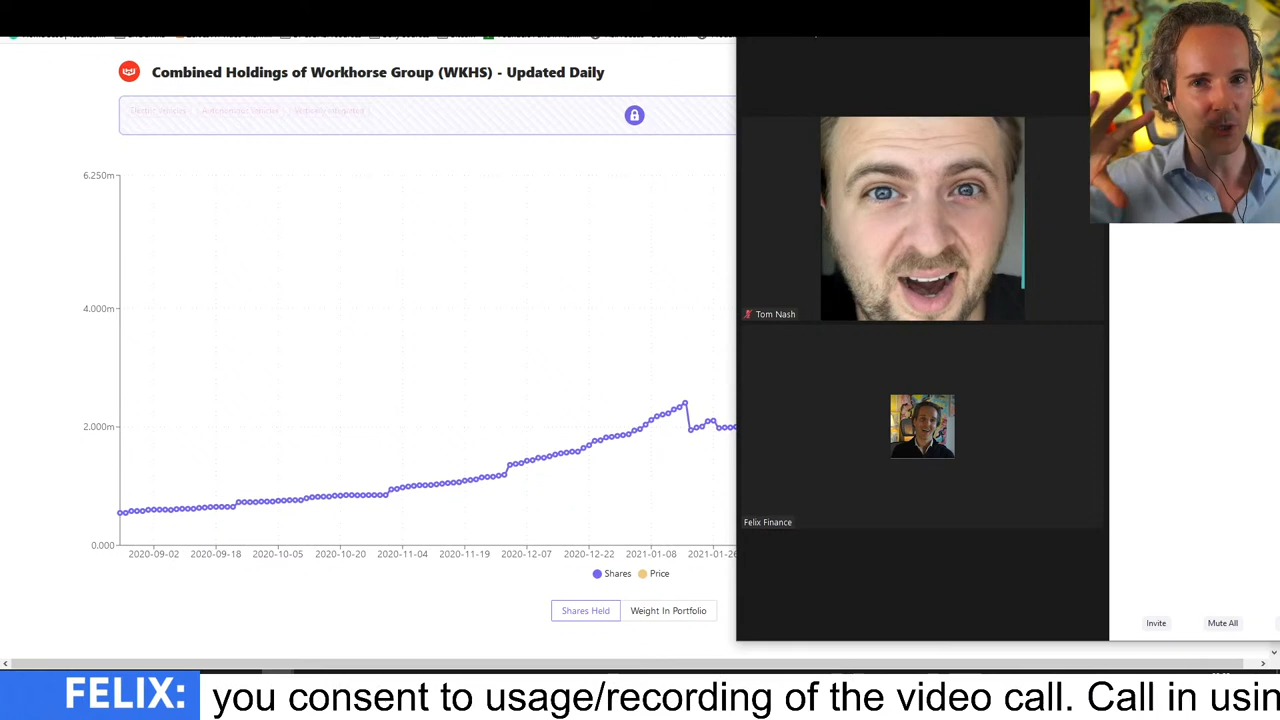 Combined Holdings of Workhorse Group (WKHS) - Updated Daily
6.250m
4.000m
2.000m
0.000
2020-09-02 2020-09-18 2020-10-05 2020-10-20 2020-11-04 2020-11-19 2020-12-07 2020-12-22 2021-01-08 2021-01-26
Shares Price
Shares Held Weight In Portfolio
Tom Nash
Felix Finance
Invite Mute All
FELIX: you consent to usage/recording of the video call. Call in usin